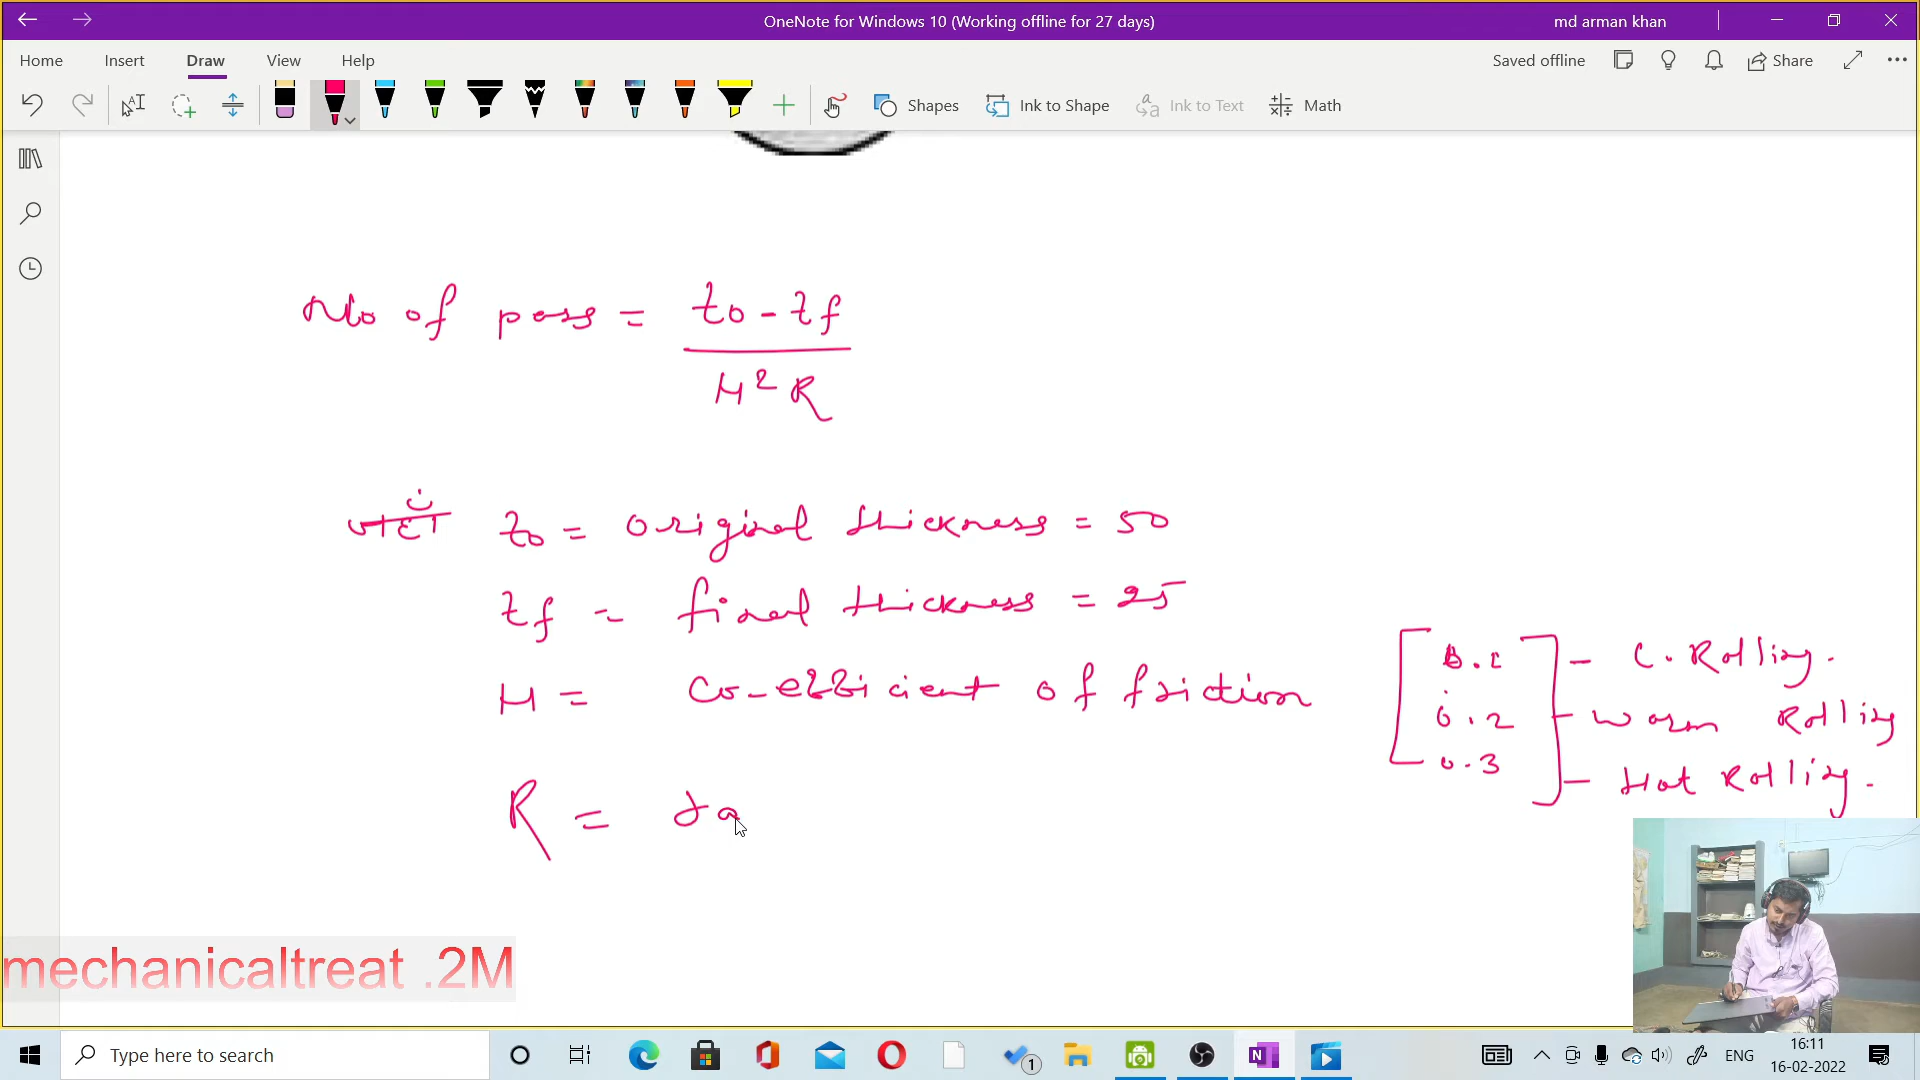 OneNote for Windows 10 (Working offline for 27 days)
md arman khan
Home Insert Draw View Help
Saved offline
Share
Shapes
Ink to Shape
Ink to Text
Math
No of pass = to - tf
μ²R
to = original thickness = 50
tf = final thickness = 25
μ = Co-efficient of friction
- C. Rolling.
0.2 - warm Rolling
0.3 - Hot Rolling.
R =
mechanicaltreat .2M
Type here to search
1
ENG
16:11
16-02-2022